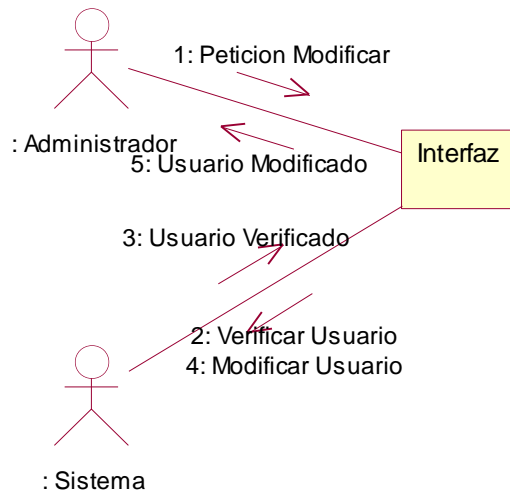 1: Peticion Modificar
: Administrador
5: Usuario Modificado
Interfaz
3: Usuario Verificado
2: Verificar Usuario
4: Modificar Usuario
: Sistema